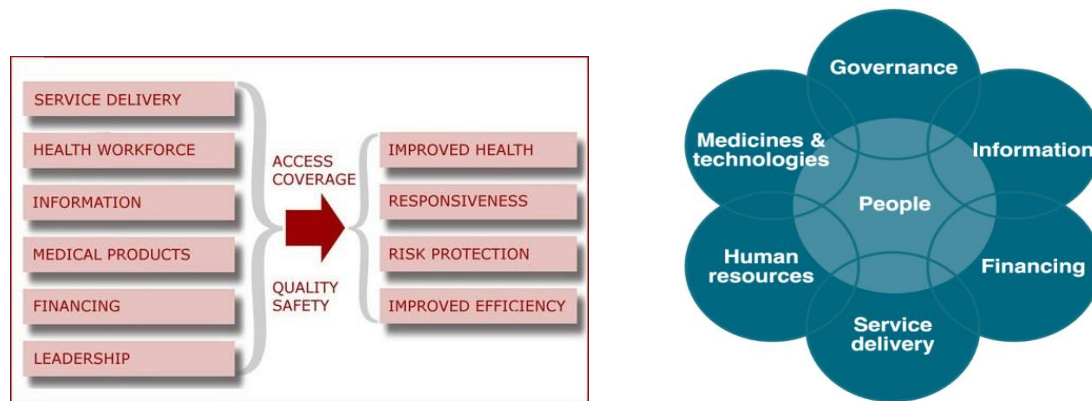 SERVICE DELIVERY
HEALTH WORKFORCE
INFORMATION
MEDICAL PRODUCTS
FINANCING
LEADERSHIP
ACCESS
COVERAGE
QUALITY
SAFETY
IMPROVED HEALTH
RESPONSIVENESS
RISK PROTECTION
IMPROVED EFFICIENCY
Governance
Medicines &
technologies
Information
People
Human
resources
Financing
Service
delivery